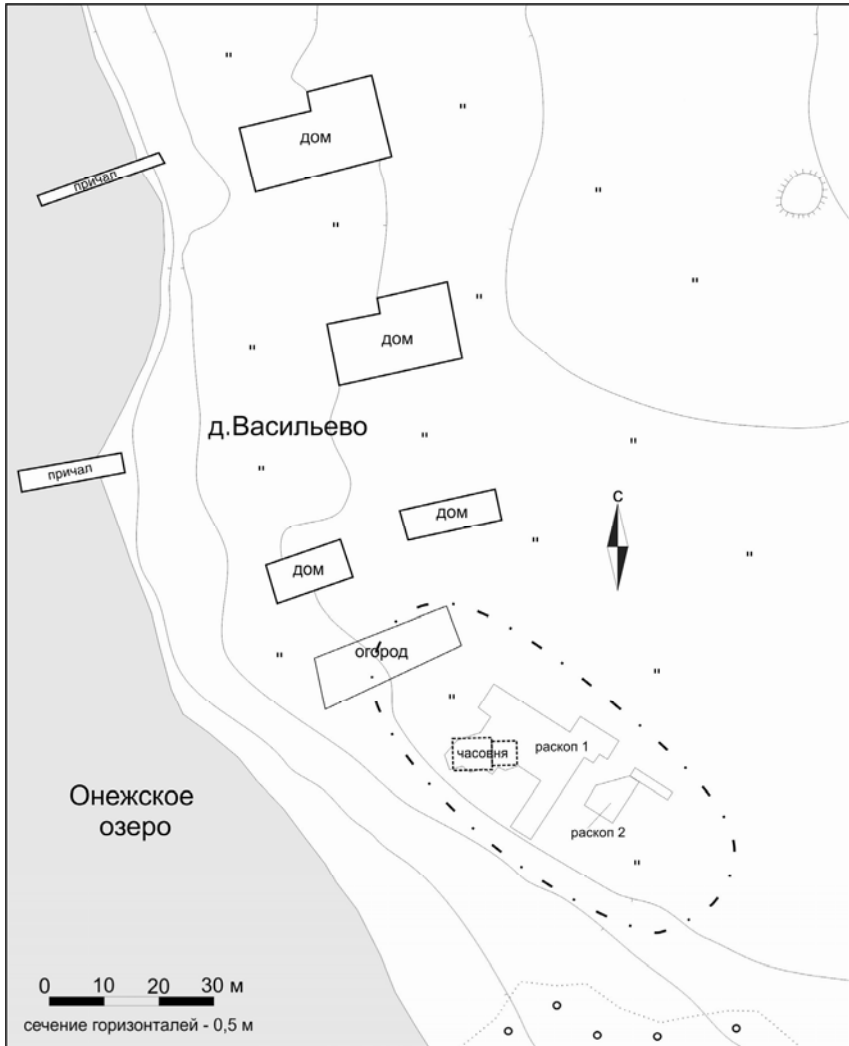 дом
причал
дом
д.Васильево
причал
С
дом
дом
огород
часовня
раскоп 1
раскоп 2
Онежское
озеро
0 10 20 30 м
сечение горизонталей - 0,5 м